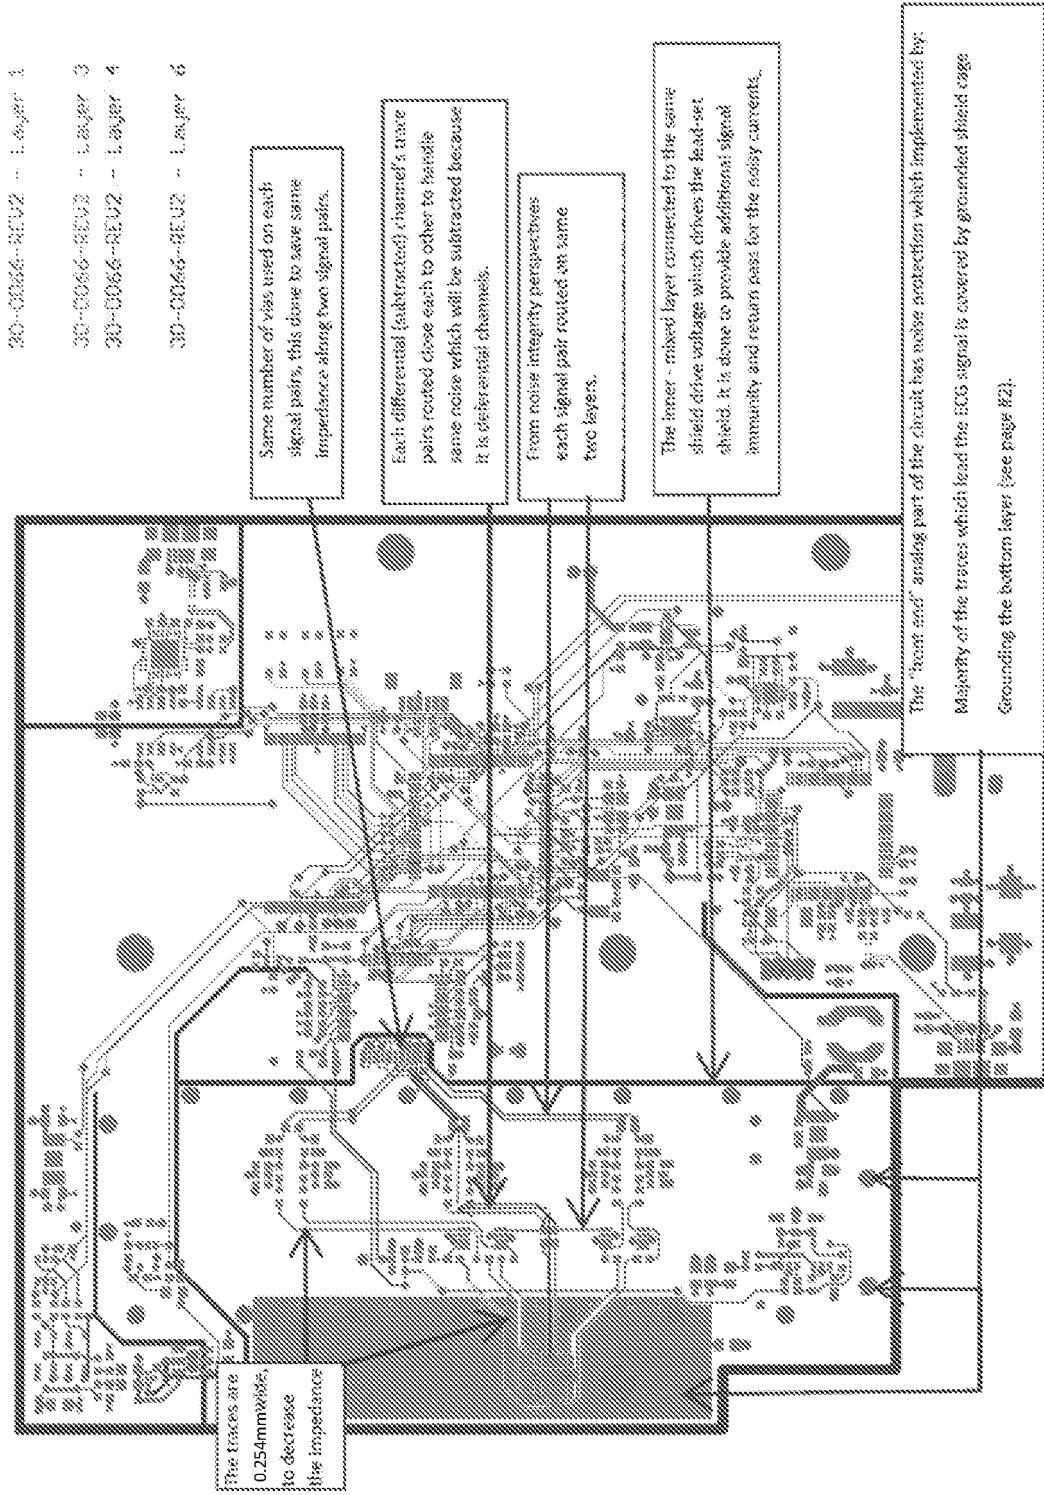 30-0066-REV2 - Layer 1
30-0066-REV2 - Layer 3
30-0066-REV2 - Layer 4
30-0066-REV2 - Layer 6
Same number of vias used on each
signal pairs, this done to save same
impedance along two signal pairs.
Each differential (subtracted) channel's trace
pairs routed close each to other to handle
same noise which will be subtracted because
it is deferential channels.
From noise integrity perspectives
each signal pair routed on same
two layers.
The inner - mixed layer connected to the same
shield drive voltage which drives the lead-set
shield. It is done to provide additional signal
immunity and return pass for the noisy currents.
The "front end" analog part of the circuit has noise protection which implemented by:
Majority of the traces which lead the ECG signal is covered by grounded shield cage
Grounding the bottom layer (see page #2).
The traces are
0.254mmwide,
to decrease
the impedance